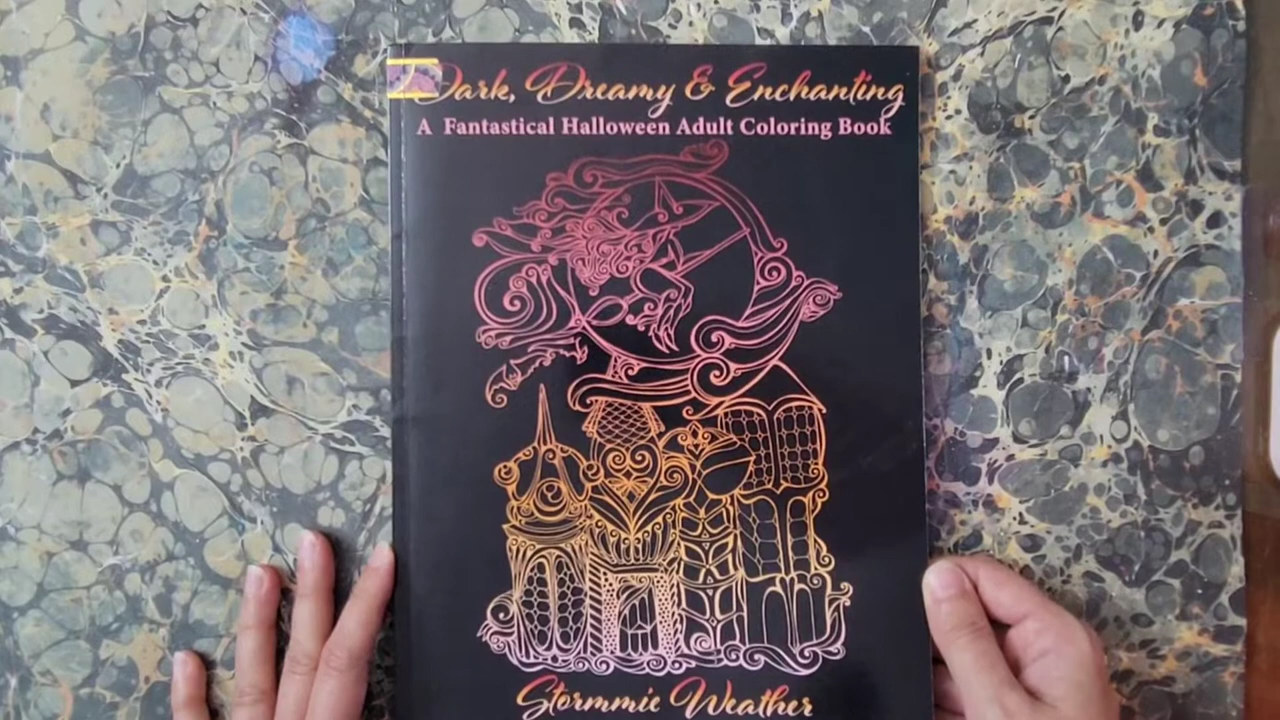 Dark, Dreamy & Enchanting
A Fantastical Halloween Adult Coloring Book
Stormmie Weather